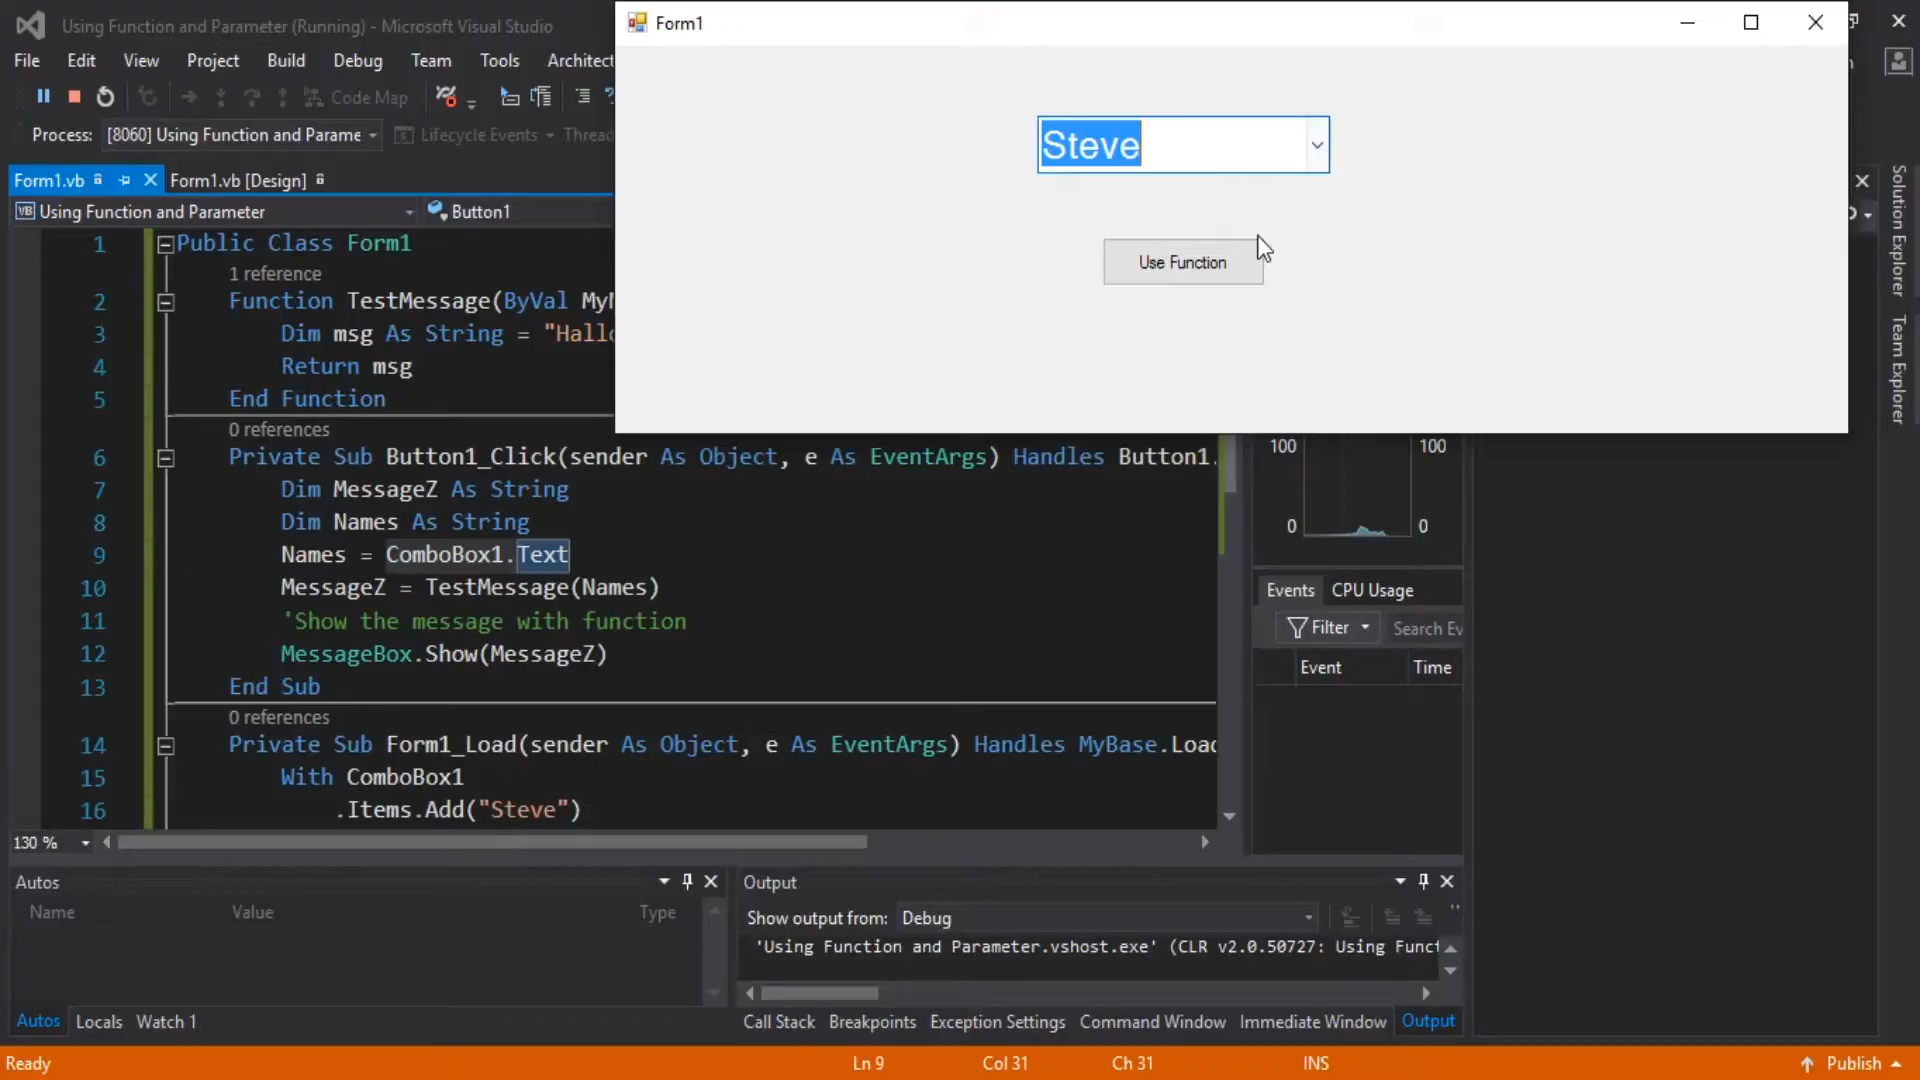 Using Function and Parameter (Running) - Microsoft Visual Studio
Form1
File Edit View Project Build Debug Team Tools Architect
Code Map
Process: [8060] Using Function and Parame Lifecycle Events Thread
Steve
Use Function
Form1.vb Form1.vb [Design]
VB Using Function and Parameter Button1
Solution Explorer
Team Explorer
1 Public Class Form1
1 reference
2 Function TestMessage(ByVal My
3 Dim msg As String = "Hallo
4 Return msg
5 End Function
0 references
6 Private Sub Button1_Click(sender As Object, e As EventArgs) Handles Button1.
7 Dim MessageZ As String
8 Dim Names As String
9 Names = ComboBox1.Text
10 MessageZ = TestMessage(Names)
11 'Show the message with function
12 MessageBox.Show(MessageZ)
13 End Sub
0 references
14 Private Sub Form1_Load(sender As Object, e As EventArgs) Handles MyBase.Load
15 With ComboBox1
16 .Items.Add("Steve")
130 %
100 100
0 0
Events CPU Usage
Filter Search Ev
Event Time
Autos
Name Value Type
Autos Locals Watch 1
Output
Show output from: Debug
'Using Function and Parameter.vshost.exe' (CLR v2.0.50727: Using Funct
Call Stack Breakpoints Exception Settings Command Window Immediate Window Output
Ready Ln 9 Col 31 Ch 31 INS Publish